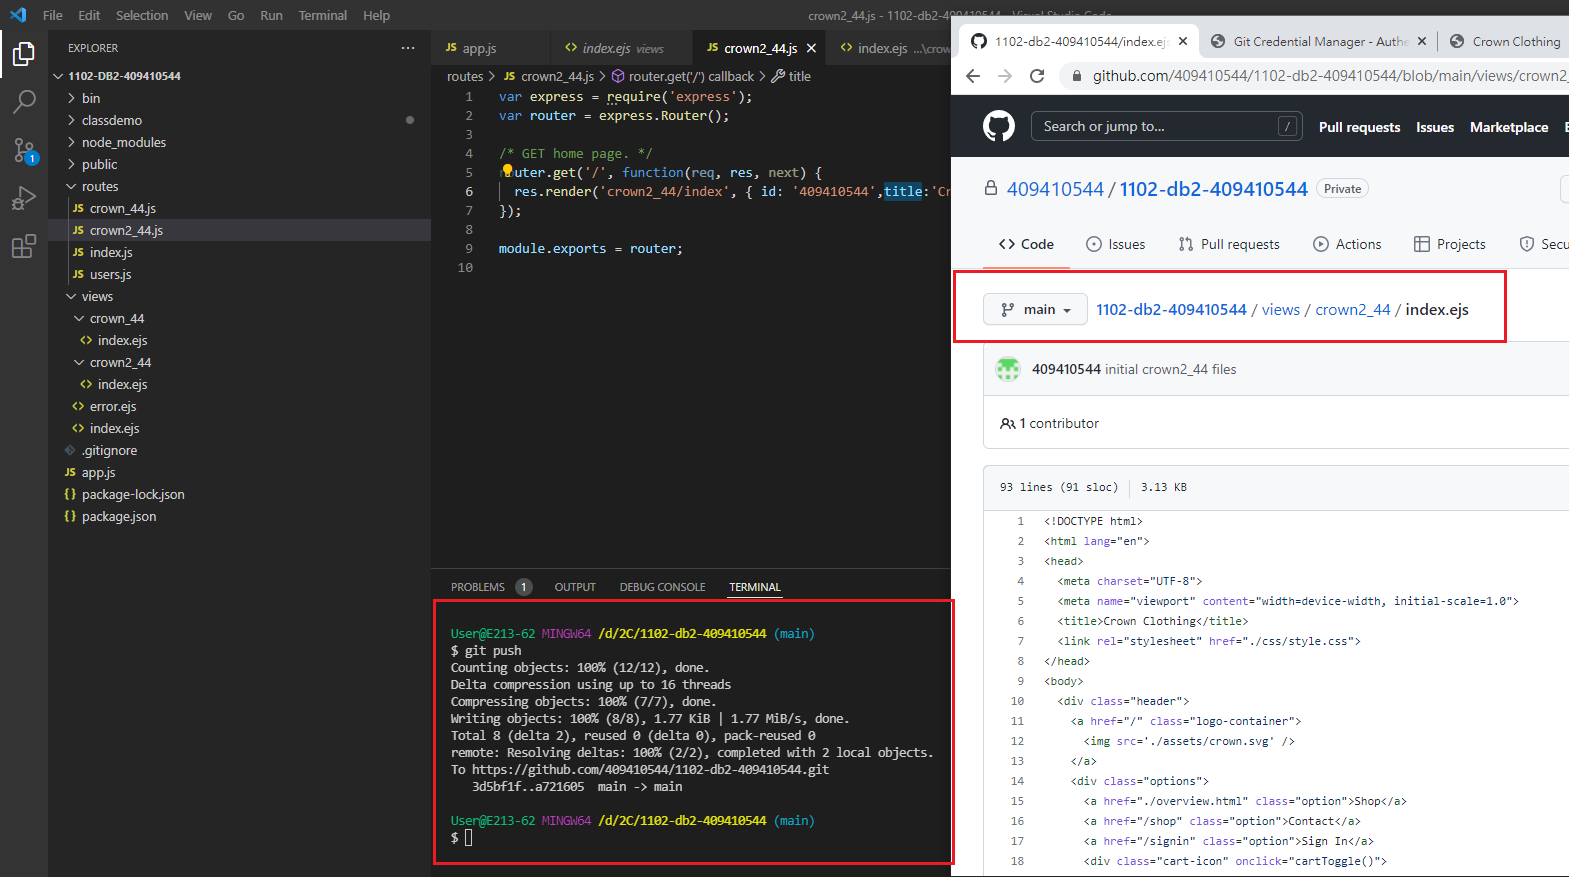 File Edit Selection View Go Run Terminal Help
crown2_44.js - 1102-db2-409410544 - Visual Studio Code
EXPLORER
1102-DB2-409410544
bin
classdemo
node_modules
public
routes
JS crown_44.js
JS crown2_44.js
JS index.js
JS users.js
views
crown_44
<> index.ejs
crown2_44
<> index.ejs
<> error.ejs
<> index.ejs
.gitignore
JS app.js
{} package-lock.json
{} package.json
1
JS app.js
<> index.ejs views
JS crown2_44.js
<> index.ejs ...\crow
routes > JS crown2_44.js > router.get('/') callback > title
1 var express = require('express');
2 var router = express.Router();
3
4 /* GET home page. */
5 router.get('/', function(req, res, next) {
6 res.render('crown2_44/index', { id: '409410544',title:'Cr
7 });
8
9 module.exports = router;
10
PROBLEMS 1 OUTPUT DEBUG CONSOLE TERMINAL
User@E213-62 MINGW64 /d/2C/1102-db2-409410544 (main)
$ git push
Counting objects: 100% (12/12), done.
Delta compression using up to 16 threads
Compressing objects: 100% (7/7), done.
Writing objects: 100% (8/8), 1.77 KiB | 1.77 MiB/s, done.
Total 8 (delta 2), reused 0 (delta 0), pack-reused 0
remote: Resolving deltas: 100% (2/2), completed with 2 local objects.
To https://github.com/409410544/1102-db2-409410544.git
3d5bf1f..a721605 main -> main
User@E213-62 MINGW64 /d/2C/1102-db2-409410544 (main)
$
1102-db2-409410544/index.ejs
Git Credential Manager - Authe
Crown Clothing
github.com/409410544/1102-db2-409410544/blob/main/views/crown2_
Search or jump to... /
Pull requests Issues Marketplace E
409410544 / 1102-db2-409410544 Private
<> Code Issues Pull requests Actions Projects Secu
main 1102-db2-409410544 / views / crown2_44 / index.ejs
409410544 initial crown2_44 files
1 contributor
93 lines (91 sloc) 3.13 KB
1 <!DOCTYPE html>
2 <html lang="en">
3 <head>
4 <meta charset="UTF-8">
5 <meta name="viewport" content="width=device-width, initial-scale=1.0">
6 <title>Crown Clothing</title>
7 <link rel="stylesheet" href="./css/style.css">
8 </head>
9 <body>
10 <div class="header">
11 <a href="/" class="logo-container">
12 <img src='./assets/crown.svg' />
13 </a>
14 <div class="options">
15 <a href="./overview.html" class="option">Shop</a>
16 <a href="/shop" class="option">Contact</a>
17 <a href="/signin" class="option">Sign In</a>
18 <div class="cart-icon" onclick="cartToggle()">